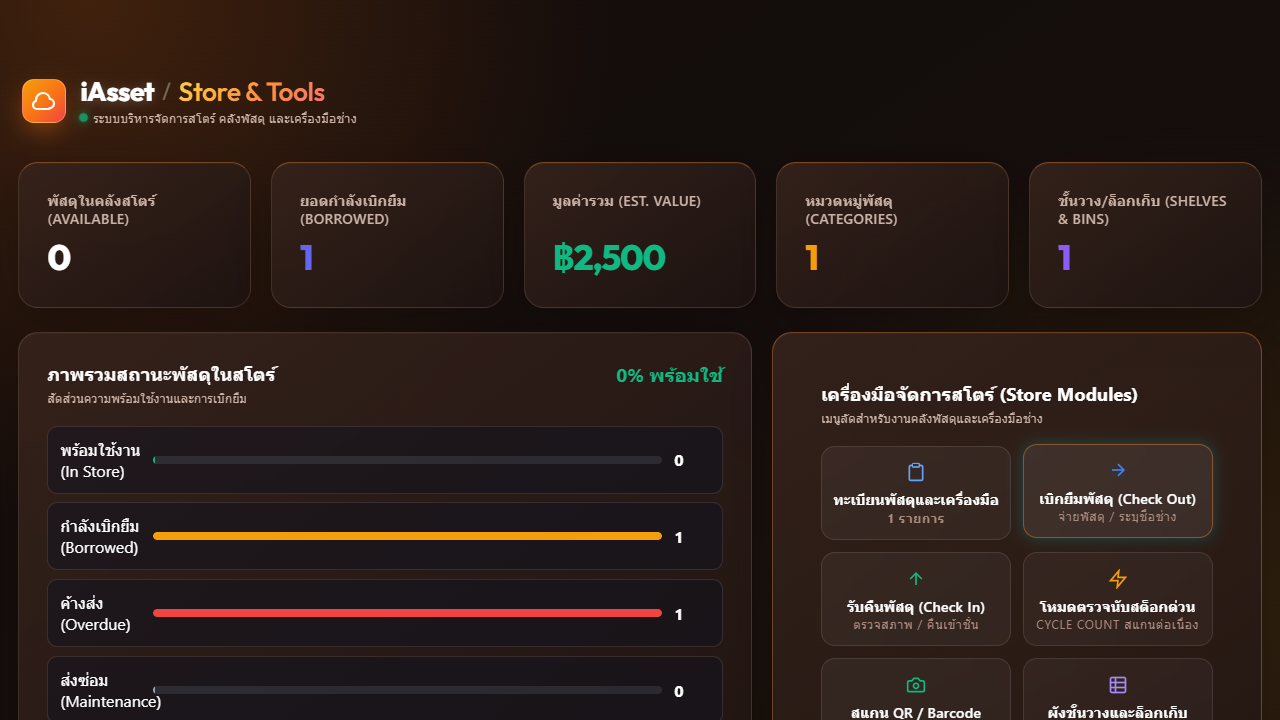 iAsset / Store & Tools
ระบบบริหารจัดการสโตร์ คลังพัสดุ และเครื่องมือช่าง
พัสดุในคลังสโตร์
(AVAILABLE)
0
ยอดกำลังเบิกยืม
(BORROWED)
1
มูลค่ารวม (EST. VALUE)
฿2,500
หมวดหมู่พัสดุ
(CATEGORIES)
1
ชั้นวาง/ล็อกเก็บ (SHELVES
& BINS)
1
ภาพรวมสถานะพัสดุในสโตร์
0% พร้อมใช้
สัดส่วนความพร้อมใช้งานและการเบิกยืม
พร้อมใช้งาน
(In Store)
0
กำลังเบิกยืม
(Borrowed)
1
ค้างส่ง
(Overdue)
1
ส่งซ่อม
(Maintenance)
0
เครื่องมือจัดการสโตร์ (Store Modules)
เมนูลัดสำหรับงานคลังพัสดุและเครื่องมือช่าง
ทะเบียนพัสดุและเครื่องมือ
1 รายการ
เบิกยืมพัสดุ (Check Out)
จ่ายพัสดุ / ระบุชื่อช่าง
รับคืนพัสดุ (Check In)
ตรวจสภาพ / คืนเข้าชั้น
โหมดตรวจนับสต็อกด่วน
CYCLE COUNT สแกนต่อเนื่อง
สแกน QR / Barcode
ผังชั้นวางและล็อกเก็บ